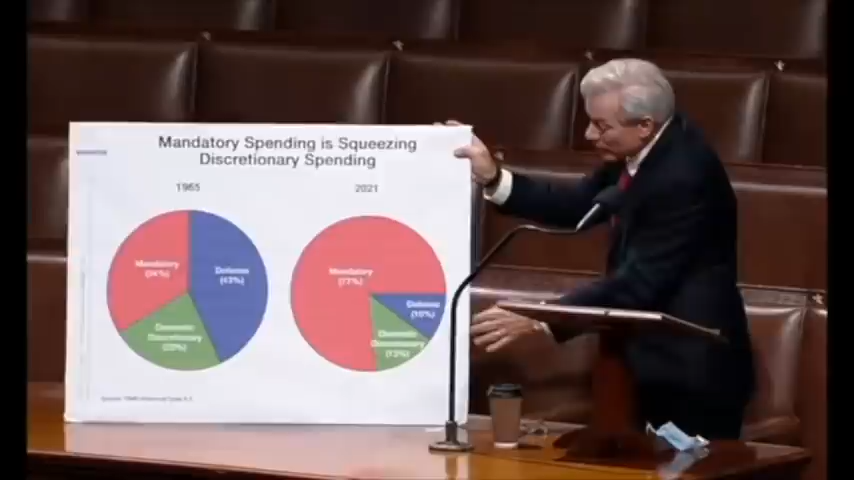 Mandatory Spending is Squeezing
Discretionary Spending
1965
2021
Mandatory
(34%)
Defense
(43%)
Domestic
Discretionary
(23%)
Mandatory
(77%)
Defense
(10%)
Domestic
Discretionary
(13%)